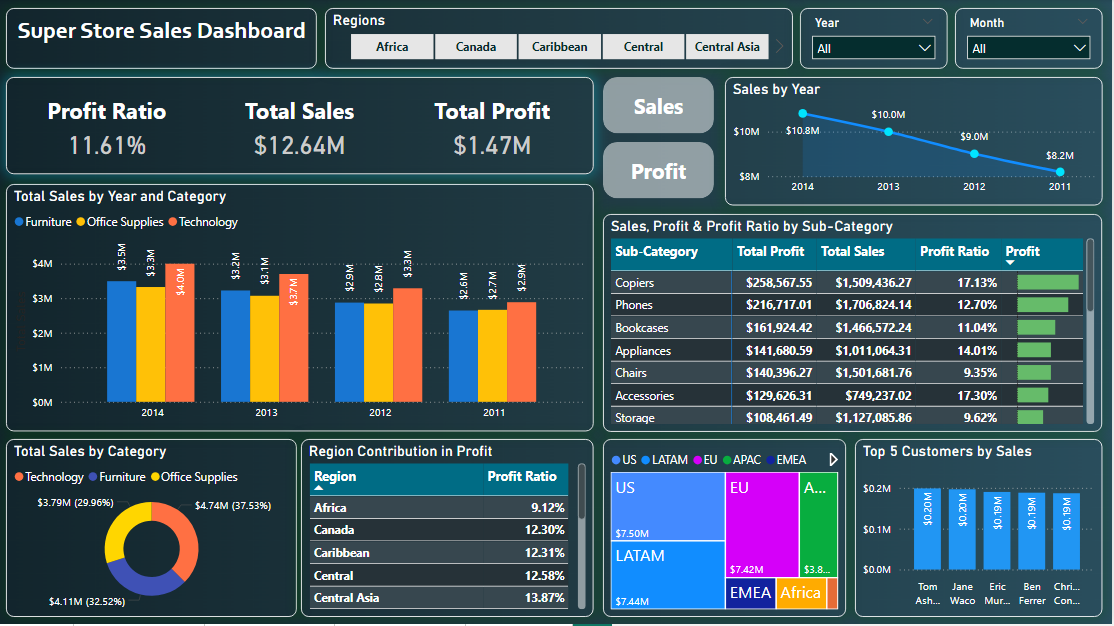 Super Store Sales Dashboard
Regions
Africa Canada Caribbean Central Central Asia
Year
All
Month
All
Profit Ratio Total Sales Total Profit
11.61% $12.64M $1.47M
Sales
Profit
Sales by Year
$10M
$8M
$10.8M $10.0M $9.0M $8.2M
2014 2013 2012 2011
Total Sales by Year and Category
Furniture Office Supplies Technology
$4M
$3M
$2M
$1M
$0M
$3.5M $3.3M $4.0M
$3.2M $3.1M $3.7M
$2.9M $2.8M $3.3M
$2.6M $2.7M $2.9M
2014 2013 2012 2011
Sales, Profit & Profit Ratio by Sub-Category
Sub-Category Total Profit Total Sales Profit Ratio Profit
Copiers $258,567.55 $1,509,436.27 17.13%
Phones $216,717.01 $1,706,824.14 12.70%
Bookcases $161,924.42 $1,466,572.24 11.04%
Appliances $141,680.59 $1,011,064.31 14.01%
Chairs $140,396.27 $1,501,681.76 9.35%
Accessories $129,626.31 $749,237.02 17.30%
Storage $108,461.49 $1,127,085.86 9.62%
Total Sales by Category
Technology Furniture Office Supplies
$3.79M (29.96%)
$4.74M (37.53%)
$4.11M (32.52%)
Region Contribution in Profit
Region Profit Ratio
Africa 9.12%
Canada 12.30%
Caribbean 12.31%
Central 12.58%
Central Asia 13.87%
US LATAM EU APAC EMEA
US
$7.50M
LATAM
$7.44M
EU
$7.42M
A...
$3.8...
EMEA
Africa
Top 5 Customers by Sales
$0.2M
$0.1M
$0.0M
$0.20M $0.20M $0.19M $0.19M $0.19M
Tom Jane Eric Ben Chri...
Ash... Waco Mur... Ferrer Con...